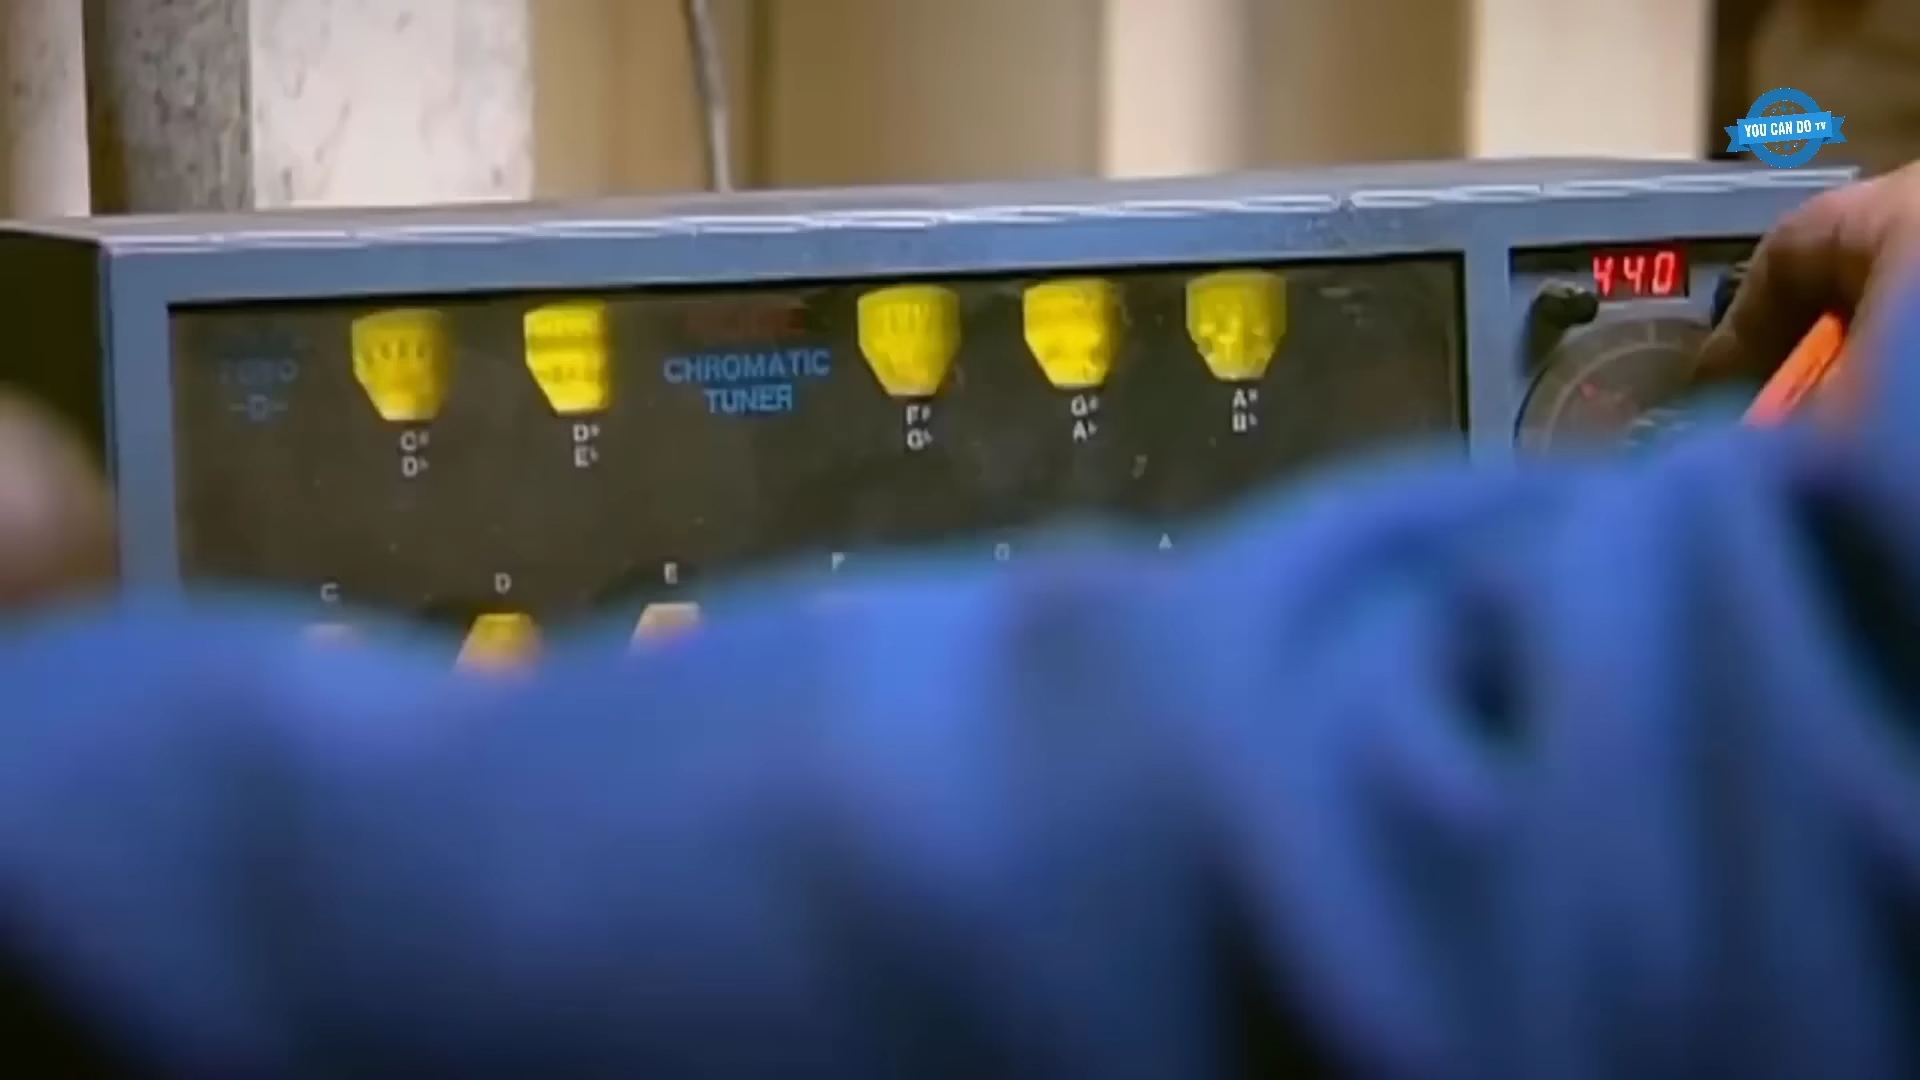 YOU CAN DO TV
440
CHROMATIC
TUNER
C# D# F# G# A#
D♭ E♭ G♭ A♭ B♭
C D E F G A